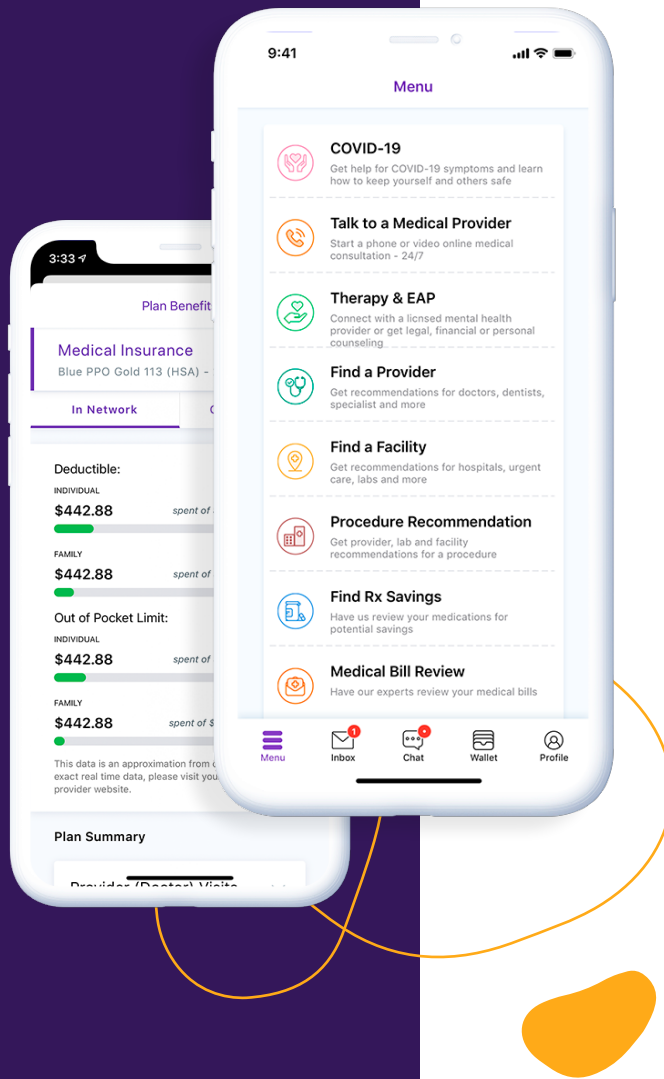 9:41
Menu
COVID-19
Get help for COVID-19 symptoms and learn
how to keep yourself and others safe
Talk to a Medical Provider
Start a phone or video online medical
consultation - 24/7
Therapy & EAP
Connect with a licnsed mental health
provider or get legal, financial or personal
counseling
Find a Provider
Get recommendations for doctors, dentists,
specialist and more
Find a Facility
Get recommendations for hospitals, urgent
care, labs and more
Procedure Recommendation
Get provider, lab and facility
recommendations for a procedure
Find Rx Savings
Have us review your medications for
potential savings
Medical Bill Review
Have our experts review your medical bills
1
Menu
Inbox
Chat
Wallet
Profile
3:33
Plan Benefit
Medical Insurance
Blue PPO Gold 113 (HSA) -
In Network
Deductible:
INDIVIDUAL
$442.88 spent of
FAMILY
$442.88 spent of
Out of Pocket Limit:
INDIVIDUAL
$442.88 spent of
FAMILY
$442.88 spent of $
This data is an approximation from
exact real time data, please visit
provider website.
Plan Summary
Provider (Doctor) Visits